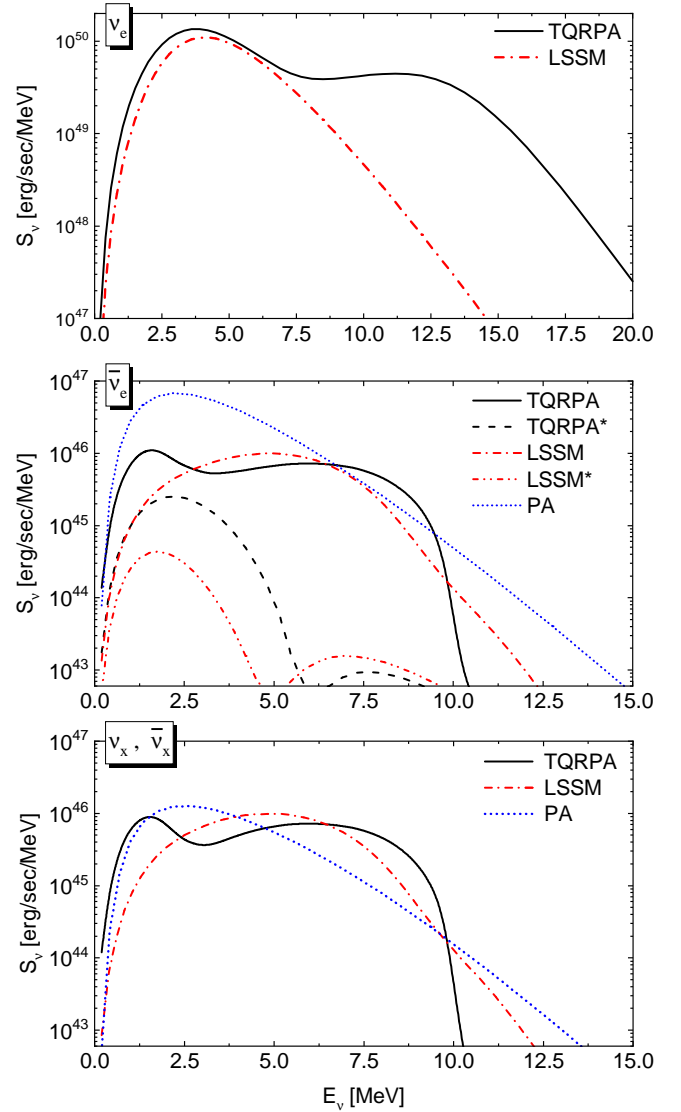 ν_e
TQRPA
LSSM
S_ν [erg/sec/MeV]
10^50
10^49
10^48
10^47
0.0 2.5 5.0 7.5 10.0 12.5 15.0 17.5 20.0
ν̅_e
TQRPA
TQRPA*
LSSM
LSSM*
PA
S_ν [erg/sec/MeV]
10^47
10^46
10^45
10^44
10^43
0.0 2.5 5.0 7.5 10.0 12.5 15.0
ν_x , ν̅_x
TQRPA
LSSM
PA
S_ν [erg/sec/MeV]
10^47
10^46
10^45
10^44
10^43
0.0 2.5 5.0 7.5 10.0 12.5 15.0
E_ν [MeV]